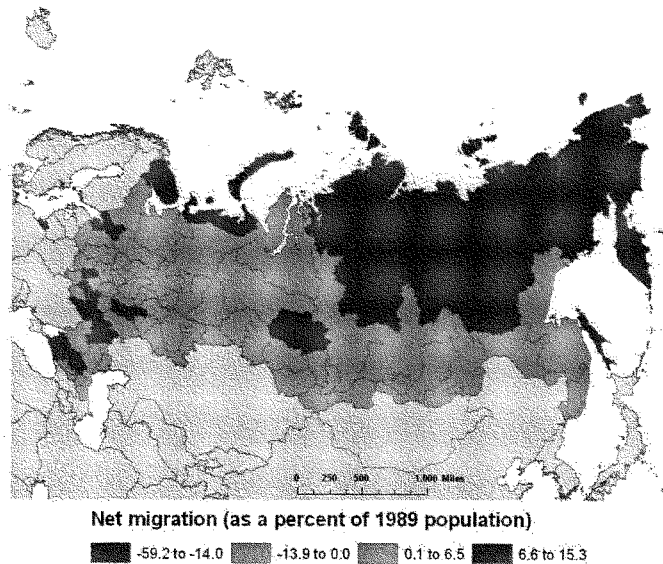 0 250 500 1,000 Miles
Net migration (as a percent of 1989 population)
-59.2 to -14.0 -13.9 to 0.0 0.1 to 6.5 6.6 to 15.3